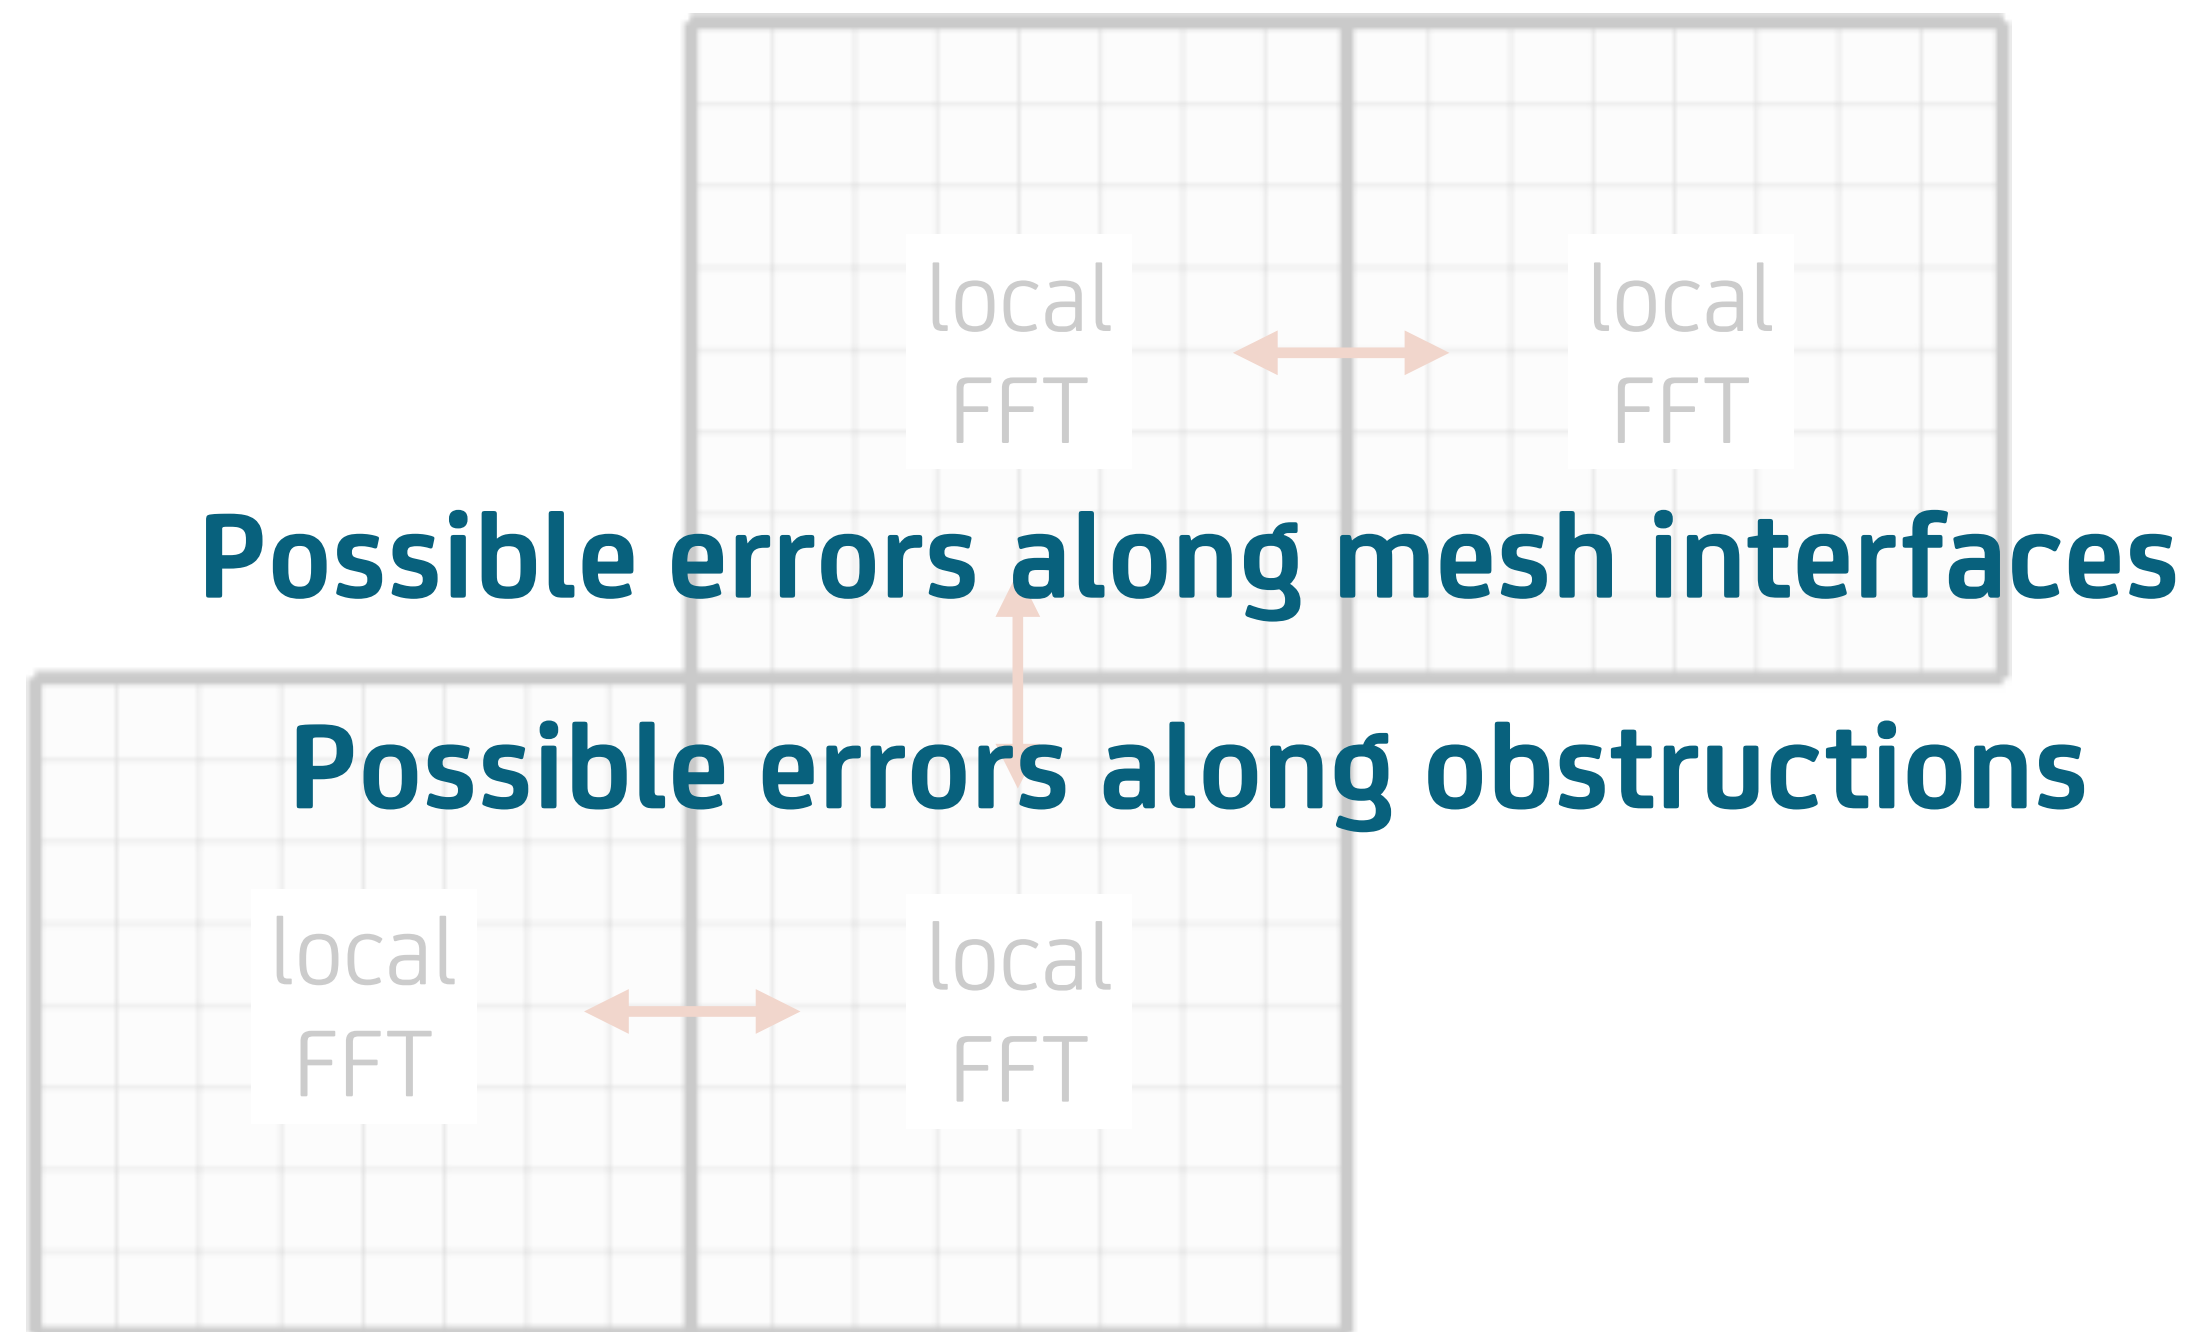 local
FFT
local
FFT
Possible errors along mesh interfaces
Possible errors along obstructions
local
FFT
local
FFT